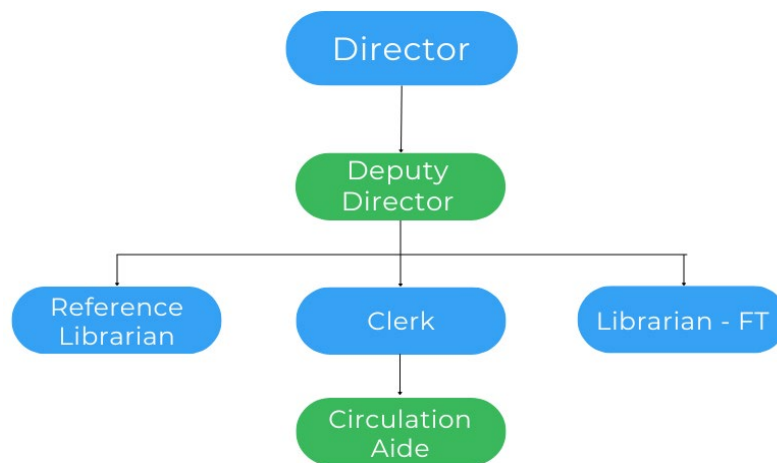 Director
Deputy
Director
Reference
Librarian
Clerk
Librarian - FT
Circulation
Aide